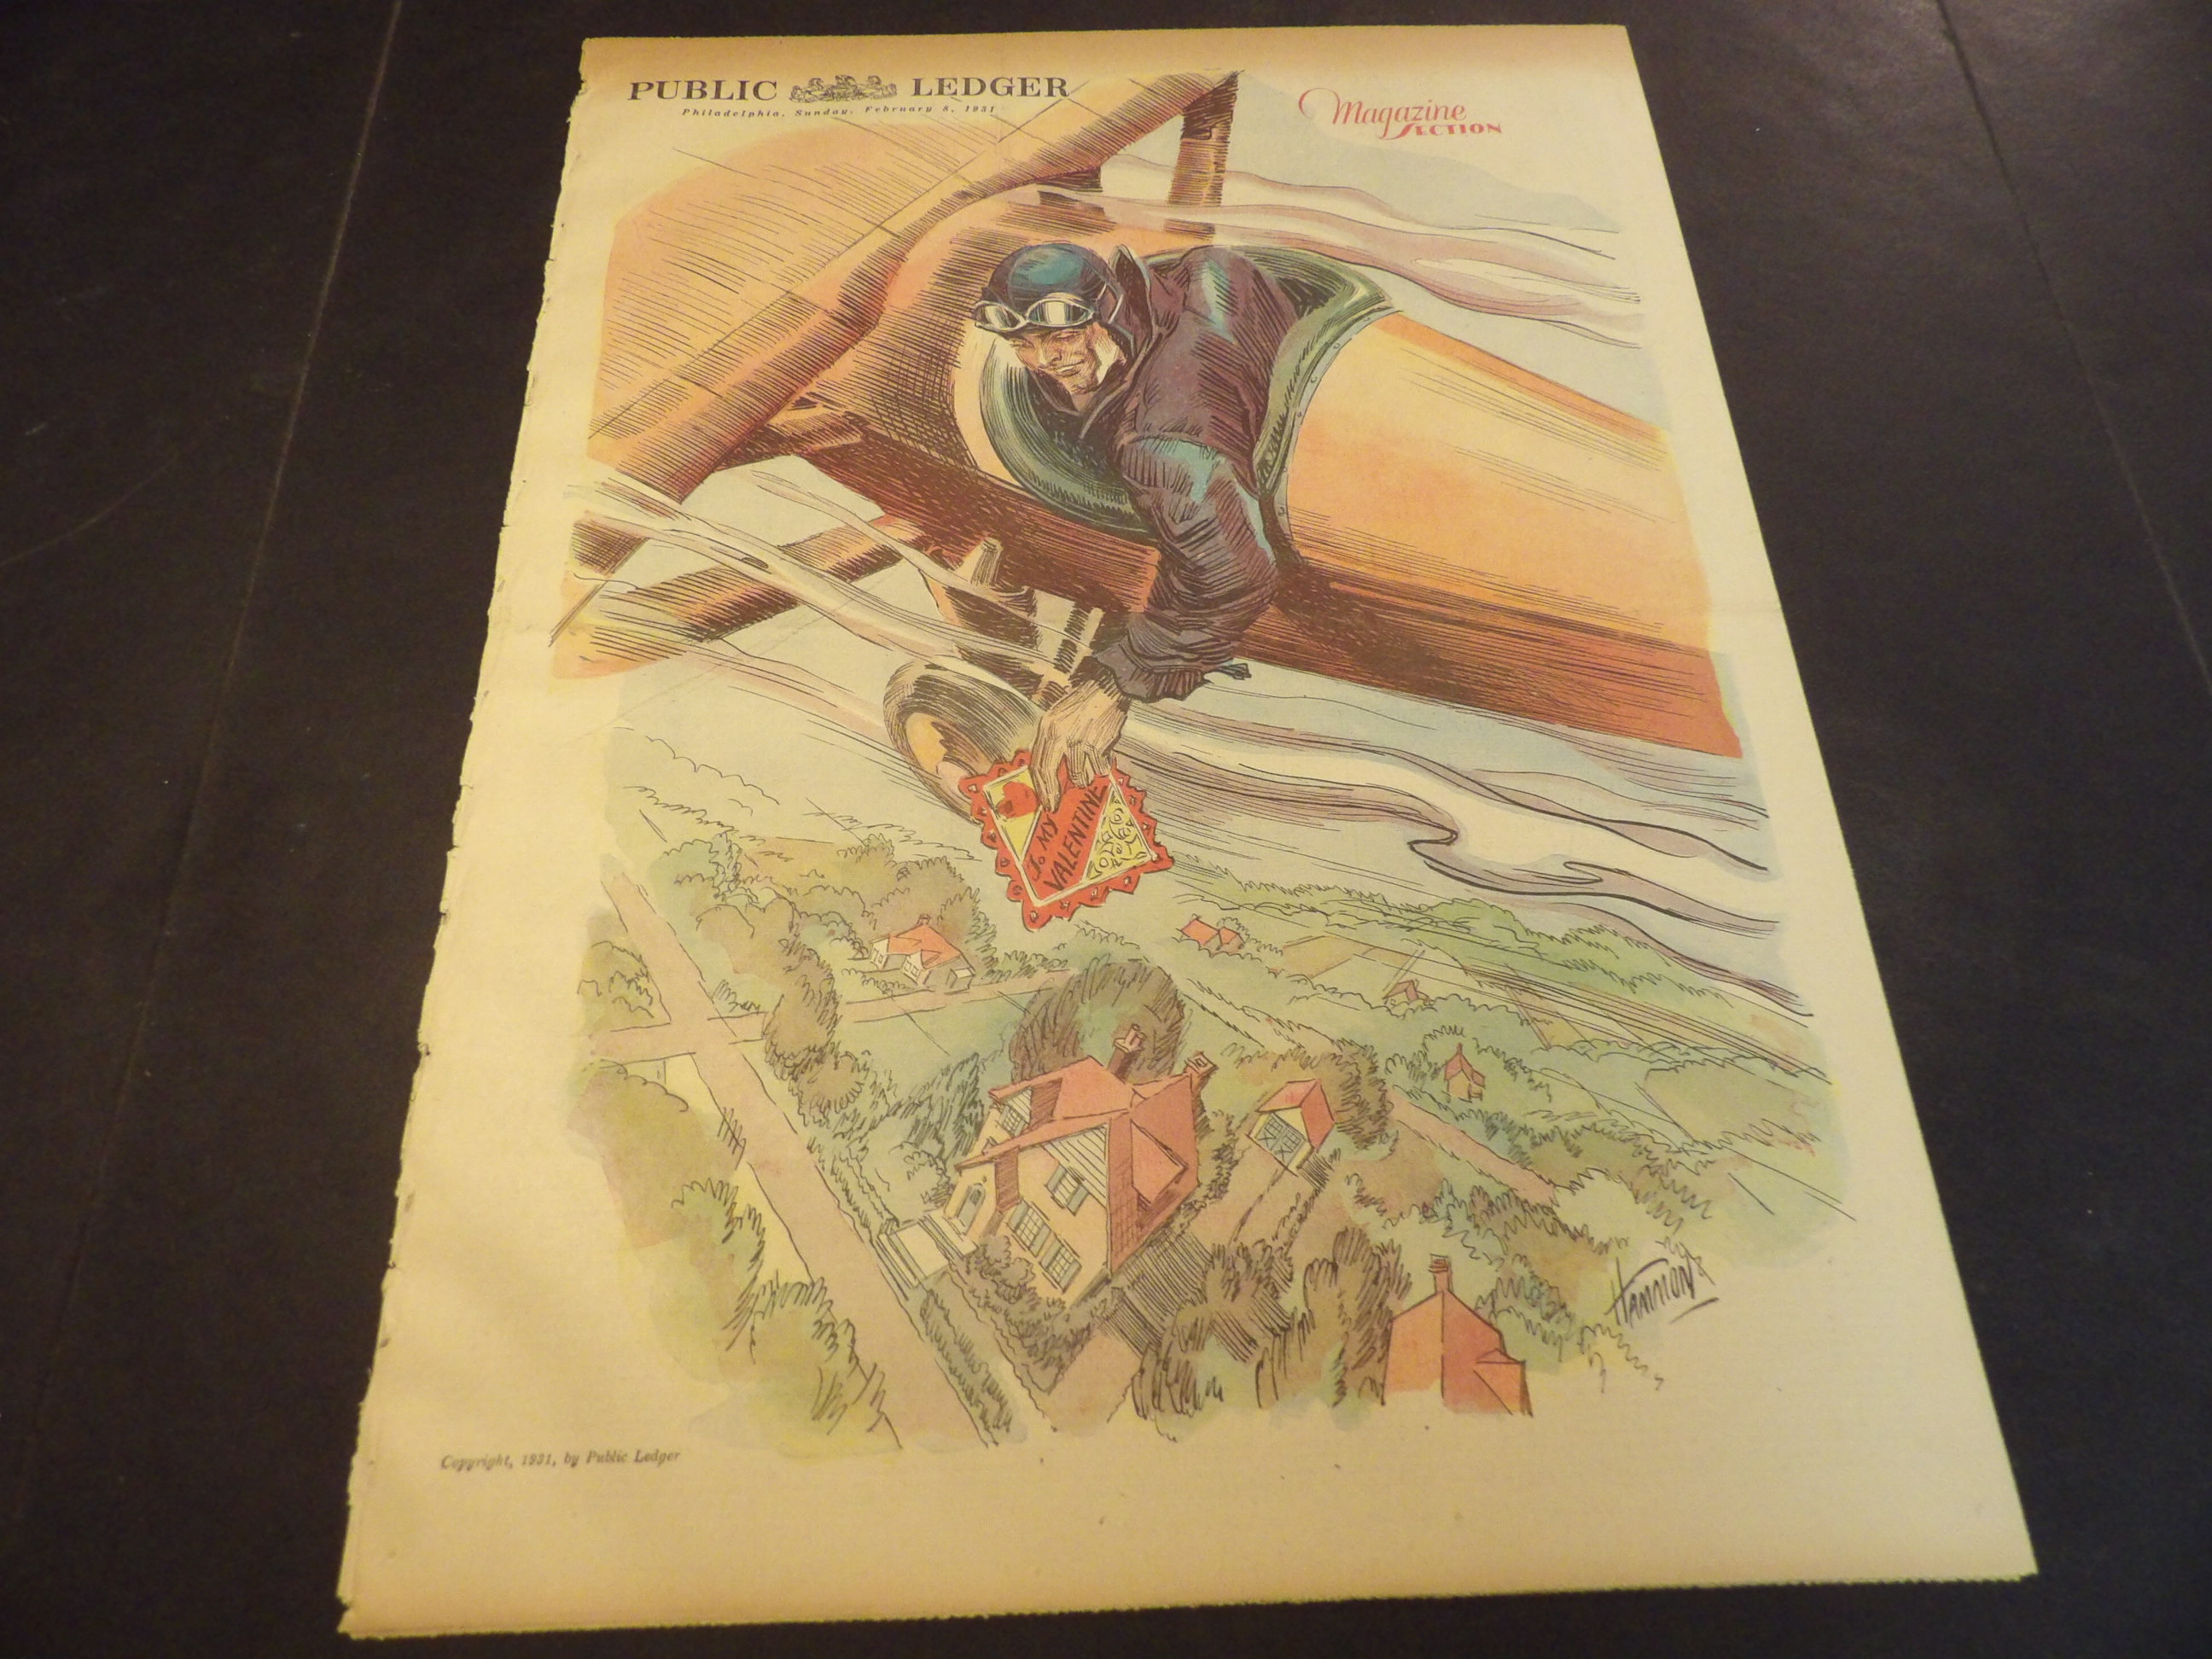 PUBLIC LEDGER
Philadelphia, Sunday, February 8, 1931
Magazine
SECTION
To MY
VALENTINE
HAMMOND
Copyright, 1931, by Public Ledger